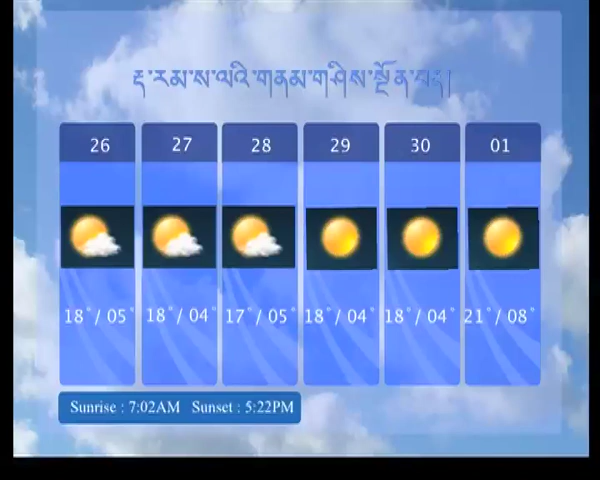 རྡ་རམ་ས་ལའི་གནམ་གཤིས་སྔོན་བརྡ།
26 27 28 29 30 01
18°/05° 18°/04° 17°/05° 18°/04° 18°/04° 21°/08°
Sunrise : 7:02AM Sunset : 5:22PM